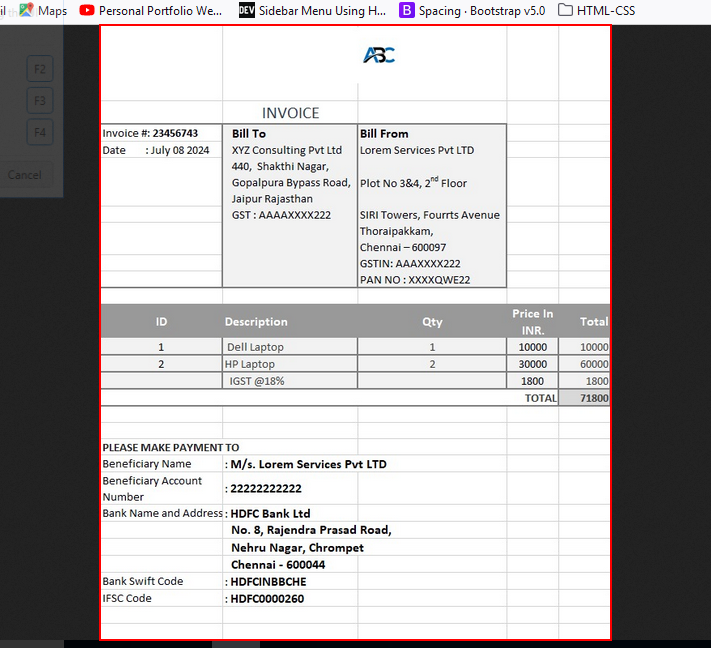 il Maps Personal Portfolio We... DEV Sidebar Menu Using H... B Spacing · Bootstrap v5.0 HTML-CSS
F2
F3
F4
Cancel
ABC
INVOICE
Invoice #: 23456743
Date : July 08 2024
Bill To
XYZ Consulting Pvt Ltd
440, Shakthi Nagar,
Gopalpura Bypass Road,
Jaipur Rajasthan
GST : AAAAXXXX222
Bill From
Lorem Services Pvt LTD
Plot No 3&4, 2nd Floor
SIRI Towers, Fourrts Avenue
Thoraipakkam,
Chennai – 600097
GSTIN: AAAXXXX222
PAN NO : XXXXQWE22
ID Description Qty Price In INR. Total
1 Dell Laptop 1 10000 10000
2 HP Laptop 2 30000 60000
IGST @18% 1800 1800
TOTAL 71800
PLEASE MAKE PAYMENT TO
Beneficiary Name : M/s. Lorem Services Pvt LTD
Beneficiary Account Number : 22222222222
Bank Name and Address : HDFC Bank Ltd
No. 8, Rajendra Prasad Road,
Nehru Nagar, Chrompet
Chennai - 600044
Bank Swift Code : HDFCINBBCHE
IFSC Code : HDFC0000260